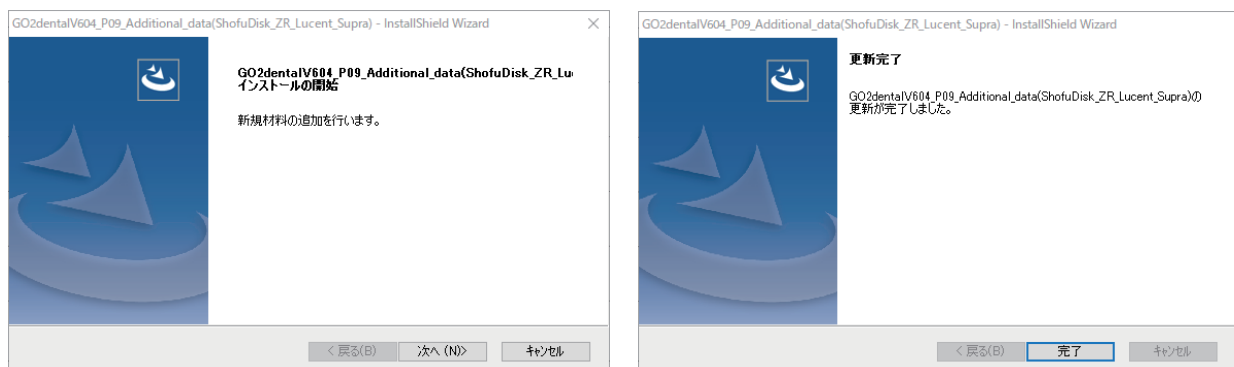 GO2dentalV604_P09_Additional_data(ShofuDisk_ZR_Lucent_Supra) - InstallShield Wizard
GO2dentalV604_P09_Additional_data(ShofuDisk_ZR_Lu
インストールの開始
新規材料の追加を行います。
< 戻る(B)
次へ (N)>
キャンセル
GO2dentalV604_P09_Additional_data(ShofuDisk_ZR_Lucent_Supra) - InstallShield Wizard
更新完了
GO2dentalV604_P09_Additional_data(ShofuDisk_ZR_Lucent_Supra)の
更新が完了しました。
< 戻る(B)
完了
キャンセル